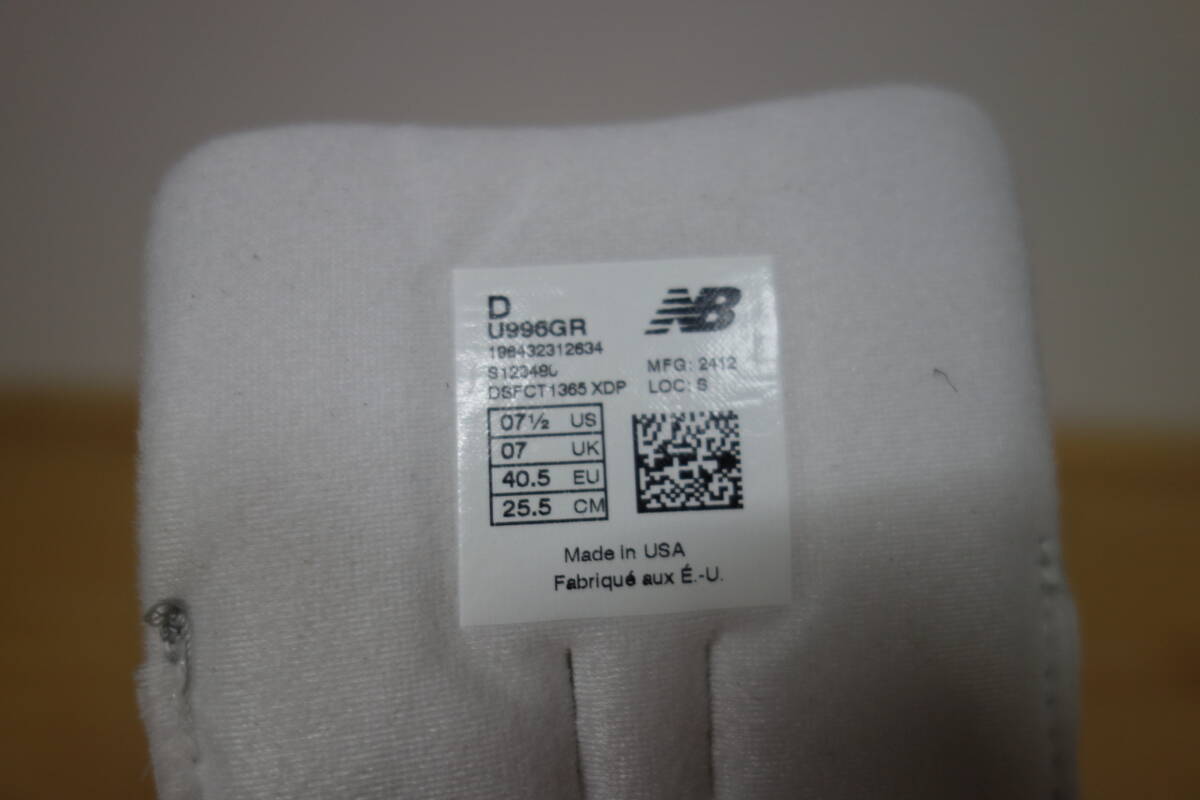 D
NB
U996GR
196432312634
MFG: 2412
LOC: S
DSFCT1365 XDP
07½ US
07 UK
40.5 EU
25.5 CM
Made in USA
Fabriqué aux É.-U.